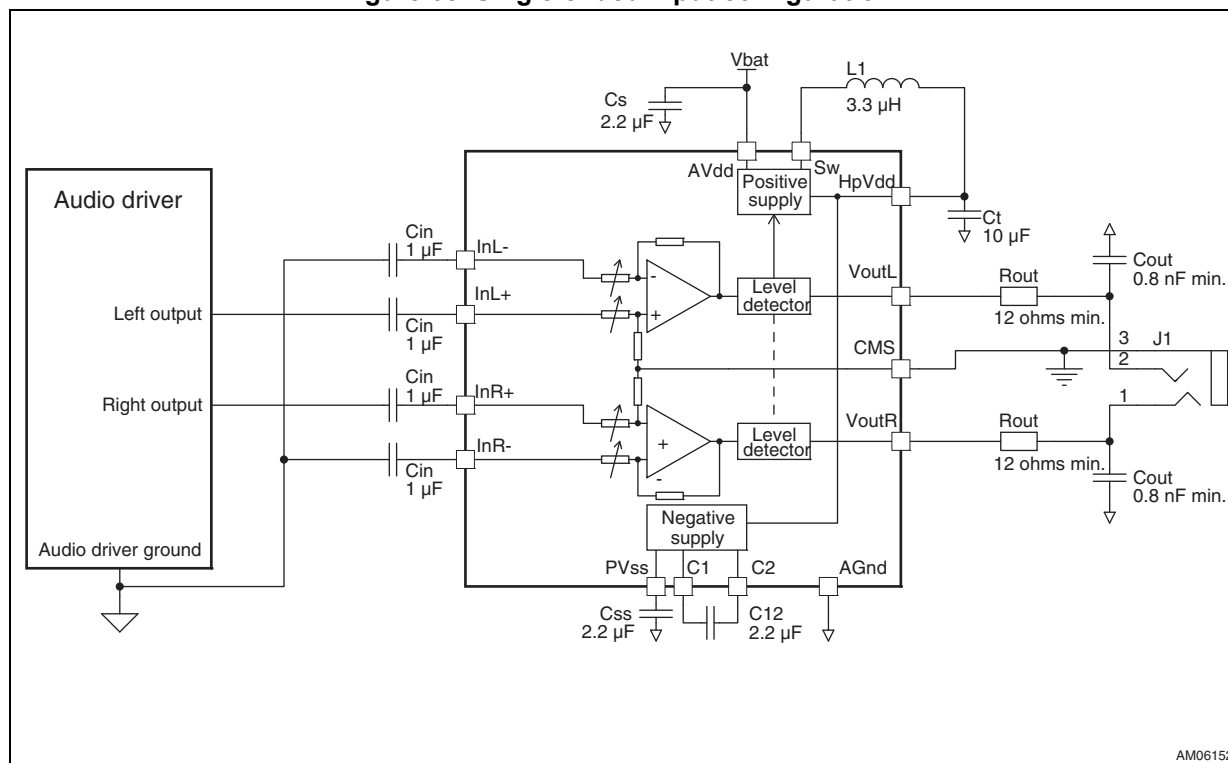 Vbat
L1
3.3 µH
Cs
2.2 µF
AVdd
Sw
HpVdd
Positive
supply
Ct
10 µF
Audio driver
Cin
1 µF
InL-
-
Level
detector
VoutL
Rout
12 ohms min.
Cout
0.8 nF min.
Left output
InL+
+
Cin
1 µF
CMS
3
J1
2
Right output
Cin
1 µF
InR+
+
Level
detector
VoutR
1
Rout
12 ohms min.
Cin
1 µF
InR-
-
Cout
0.8 nF min.
Negative
supply
Audio driver ground
PVss
C1
C2
AGnd
Css
2.2 µF
C12
2.2 µF
AM06152